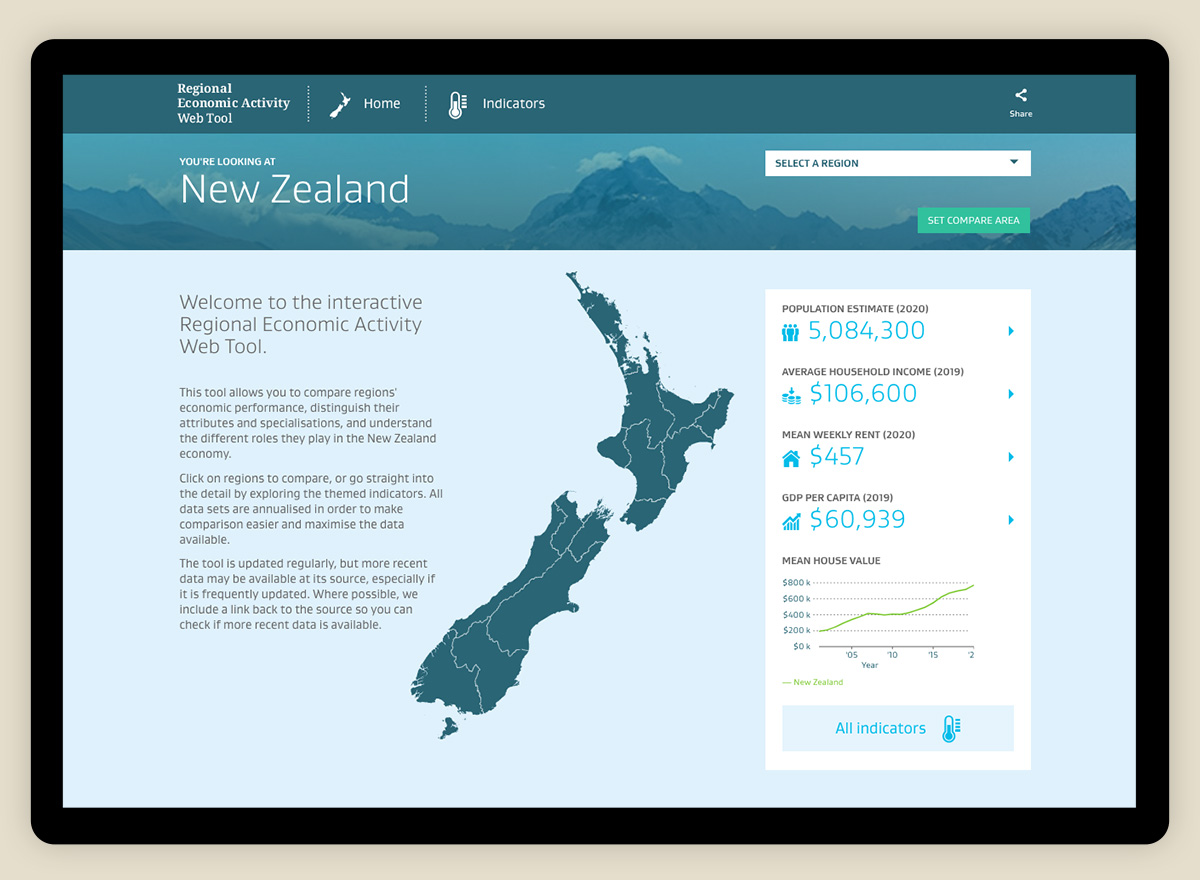 Regional
Economic Activity
Web Tool
Home
Indicators
Share
YOU'RE LOOKING AT
New Zealand
SELECT A REGION
SET COMPARE AREA
Welcome to the interactive
Regional Economic Activity
Web Tool.
This tool allows you to compare regions'
economic performance, distinguish their
attributes and specialisations, and understand
the different roles they play in the New Zealand
economy.
Click on regions to compare, or go straight into
the detail by exploring the themed indicators. All
data sets are annualised in order to make
comparison easier and maximise the data
available.
The tool is updated regularly, but more recent
data may be available at its source, especially if
it is frequently updated. Where possible, we
include a link back to the source so you can
check if more recent data is available.
POPULATION ESTIMATE (2020)
5,084,300
AVERAGE HOUSEHOLD INCOME (2019)
$106,600
MEAN WEEKLY RENT (2020)
$457
GDP PER CAPITA (2019)
$60,939
MEAN HOUSE VALUE
$800 k
$600 k
$400 k
$200 k
$0 k
'05 '10 '15 '2
Year
— New Zealand
All indicators